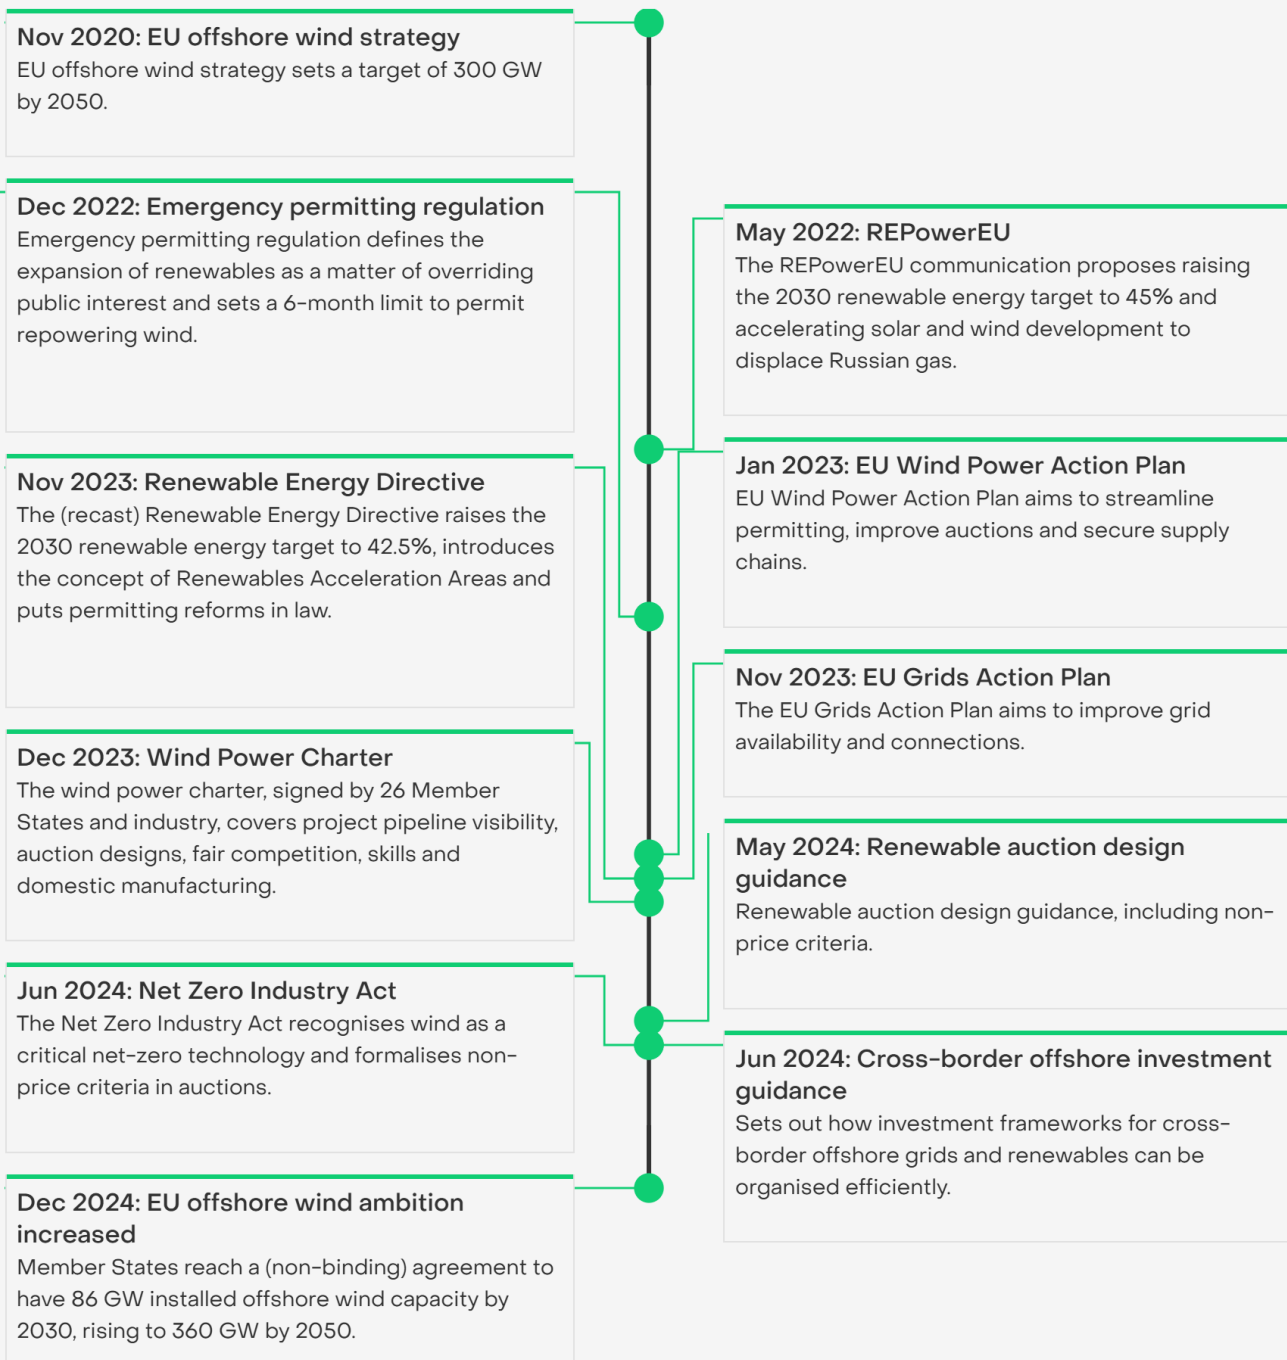 Nov 2020: EU offshore wind strategy
EU offshore wind strategy sets a target of 300 GW
by 2050.
Dec 2022: Emergency permitting regulation
Emergency permitting regulation defines the
expansion of renewables as a matter of overriding
public interest and sets a 6-month limit to permit
repowering wind.
Nov 2023: Renewable Energy Directive
The (recast) Renewable Energy Directive raises the
2030 renewable energy target to 42.5%, introduces
the concept of Renewables Acceleration Areas and
puts permitting reforms in law.
Dec 2023: Wind Power Charter
The wind power charter, signed by 26 Member
States and industry, covers project pipeline visibility,
auction designs, fair competition, skills and
domestic manufacturing.
Jun 2024: Net Zero Industry Act
The Net Zero Industry Act recognises wind as a
critical net-zero technology and formalises non-
price criteria in auctions.
Dec 2024: EU offshore wind ambition
increased
Member States reach a (non-binding) agreement to
have 86 GW installed offshore wind capacity by
2030, rising to 360 GW by 2050.
May 2022: REPowerEU
The REPowerEU communication proposes raising
the 2030 renewable energy target to 45% and
accelerating solar and wind development to
displace Russian gas.
Jan 2023: EU Wind Power Action Plan
EU Wind Power Action Plan aims to streamline
permitting, improve auctions and secure supply
chains.
Nov 2023: EU Grids Action Plan
The EU Grids Action Plan aims to improve grid
availability and connections.
May 2024: Renewable auction design
guidance
Renewable auction design guidance, including non-
price criteria.
Jun 2024: Cross-border offshore investment
guidance
Sets out how investment frameworks for cross-
border offshore grids and renewables can be
organised efficiently.